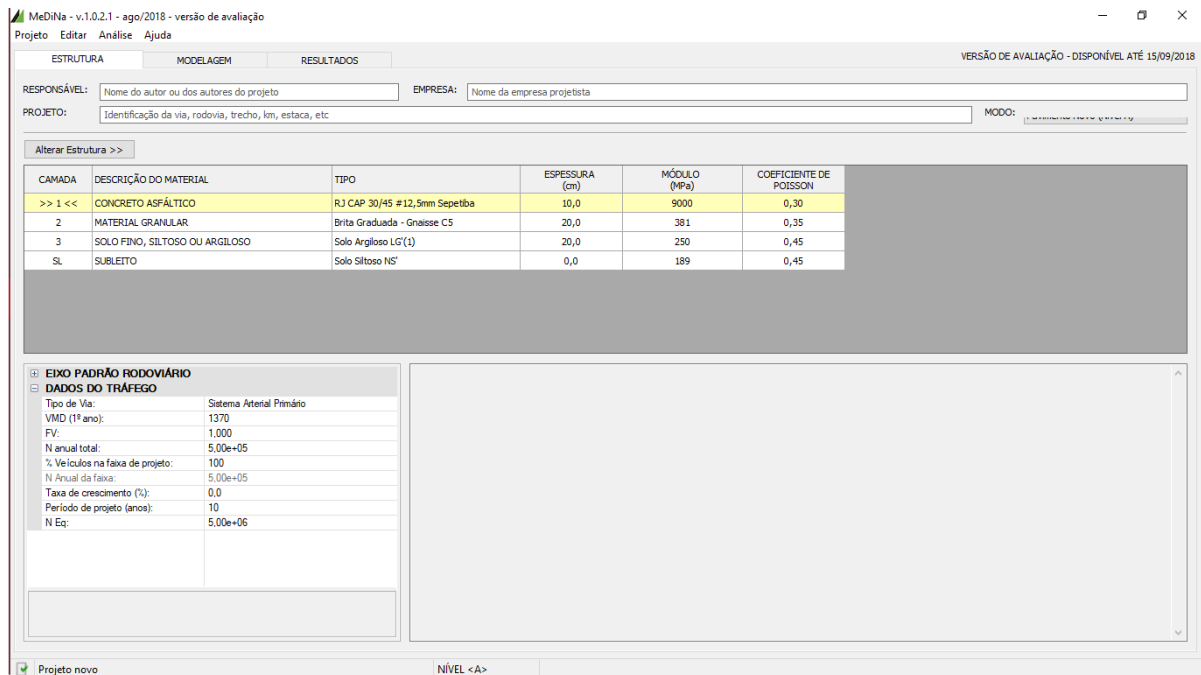 MeDiNa - v.1.0.2.1 - ago/2018 - versão de avaliação
Projeto Editar Análise Ajuda
ESTRUTURA MODELAGEM RESULTADOS VERSÃO DE AVALIAÇÃO - DISPONÍVEL ATÉ 15/09/2018
RESPONSÁVEL: Nome do autor ou dos autores do projeto EMPRESA: Nome da empresa projetista
PROJETO: Identificação da via, rodovia, trecho, km, estaca, etc MODO: Pavimento Novo (Nível A)
Alterar Estrutura >>
CAMADA DESCRIÇÃO DO MATERIAL TIPO ESPESSURA (cm) MÓDULO (MPa) COEFICIENTE DE POISSON
>> 1 << CONCRETO ASFÁLTICO RJ CAP 30/45 #12,5mm Sepetiba 10,0 9000 0,30
2 MATERIAL GRANULAR Brita Graduada - Gnaisse C5 20,0 381 0,35
3 SOLO FINO, SILTOSO OU ARGILOSO Solo Argiloso LG'(1) 20,0 250 0,45
SL SUBLEITO Solo Siltoso NS' 0,0 189 0,45
EIXO PADRÃO RODOVIÁRIO
DADOS DO TRÁFEGO
Tipo de Via: Sistema Arterial Primário
VMD (1º ano): 1370
FV: 1,000
N anual total: 5,00e+05
% Veículos na faixa de projeto: 100
N Anual da faixa: 5,00e+05
Taxa de crescimento (%): 0,0
Período de projeto (anos): 10
N Eq: 5,00e+06
Projeto novo NÍVEL <A>